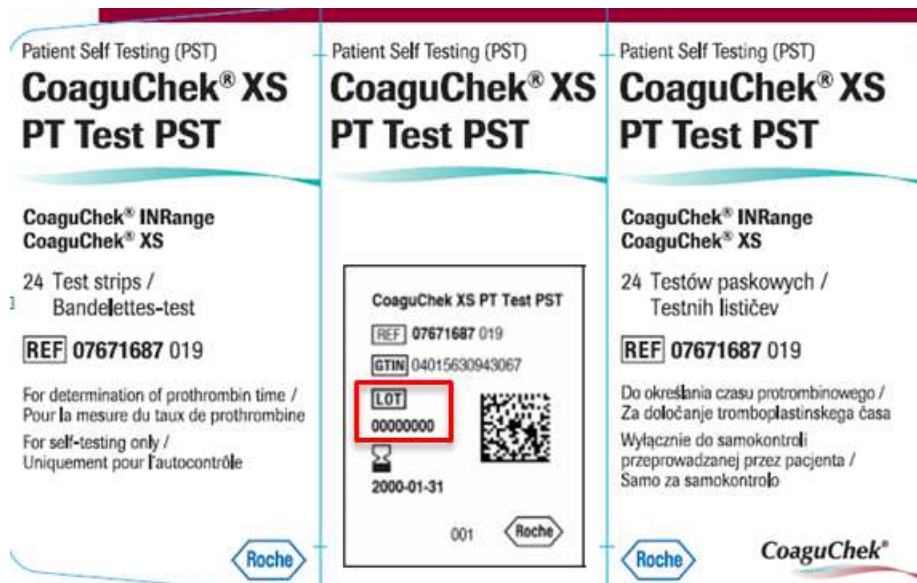 Patient Self Testing (PST)
CoaguChek® XS
PT Test PST
CoaguChek® INRange
CoaguChek® XS
24 Test strips /
Bandelettes-test
REF 07671687 019
For determination of prothrombin time /
Pour la mesure du taux de prothrombine
For self-testing only /
Uniquement pour l'autocontrôle
Roche
Patient Self Testing (PST)
CoaguChek® XS
PT Test PST
CoaguChek XS PT Test PST
REF 07671687 019
GTIN 04015630943067
LOT
00000000
2000-01-31
001
Roche
Patient Self Testing (PST)
CoaguChek® XS
PT Test PST
CoaguChek® INRange
CoaguChek® XS
24 Testów paskowych /
Testnih lističev
REF 07671687 019
Do określania czasu protrombinowego /
Za določanje tromboplastinskega časa
Wyłącznie do samokontroli
przeprowadzanej przez pacjenta /
Samo za samokontrolo
Roche
CoaguChek®